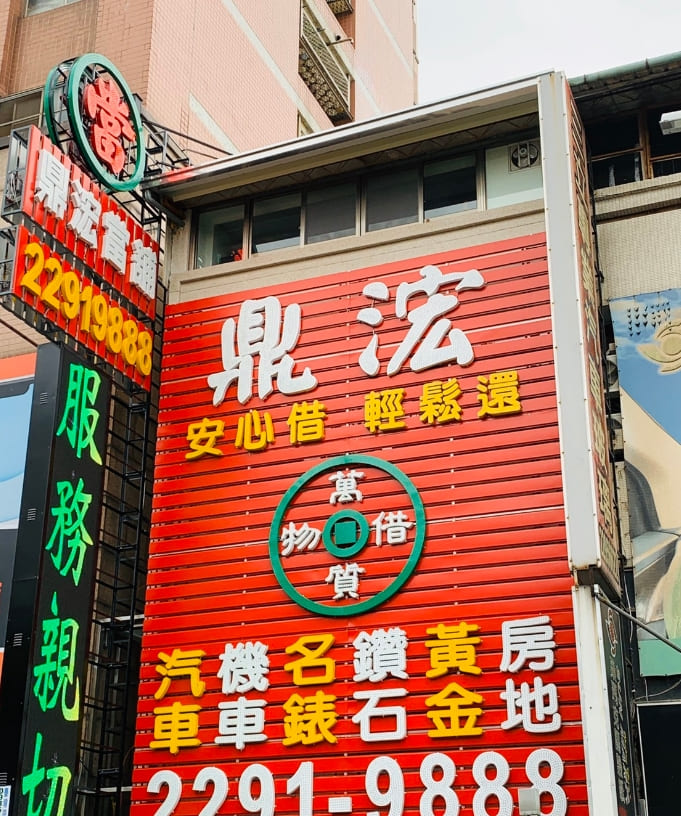 當
鼎浤當舖
22919888
服務親切
鼎浤
安心借 輕鬆還
萬
物 借
質
汽車 機車 名錶 鑽石 黃金 房地
2291-9888